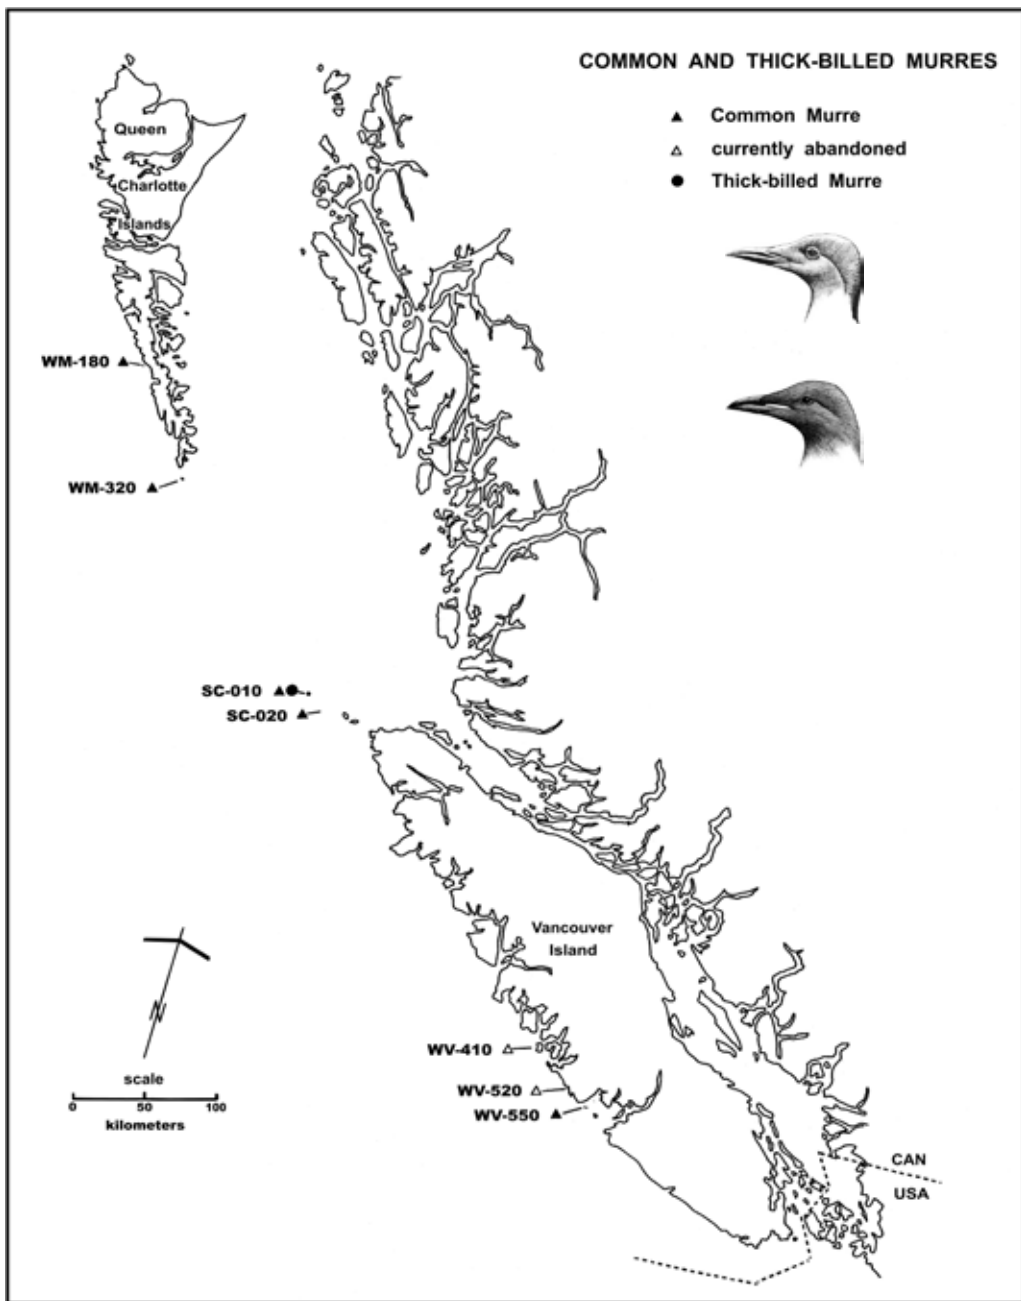 COMMON AND THICK-BILLED MURRES
Common Murre
currently abandoned
Thick-billed Murre
Queen
Charlotte
Islands
WM-180
WM-320
SC-010
SC-020
Vancouver
Island
WV-410
WV-520
WV-550
N
scale
0 50 100
kilometers
CAN
USA